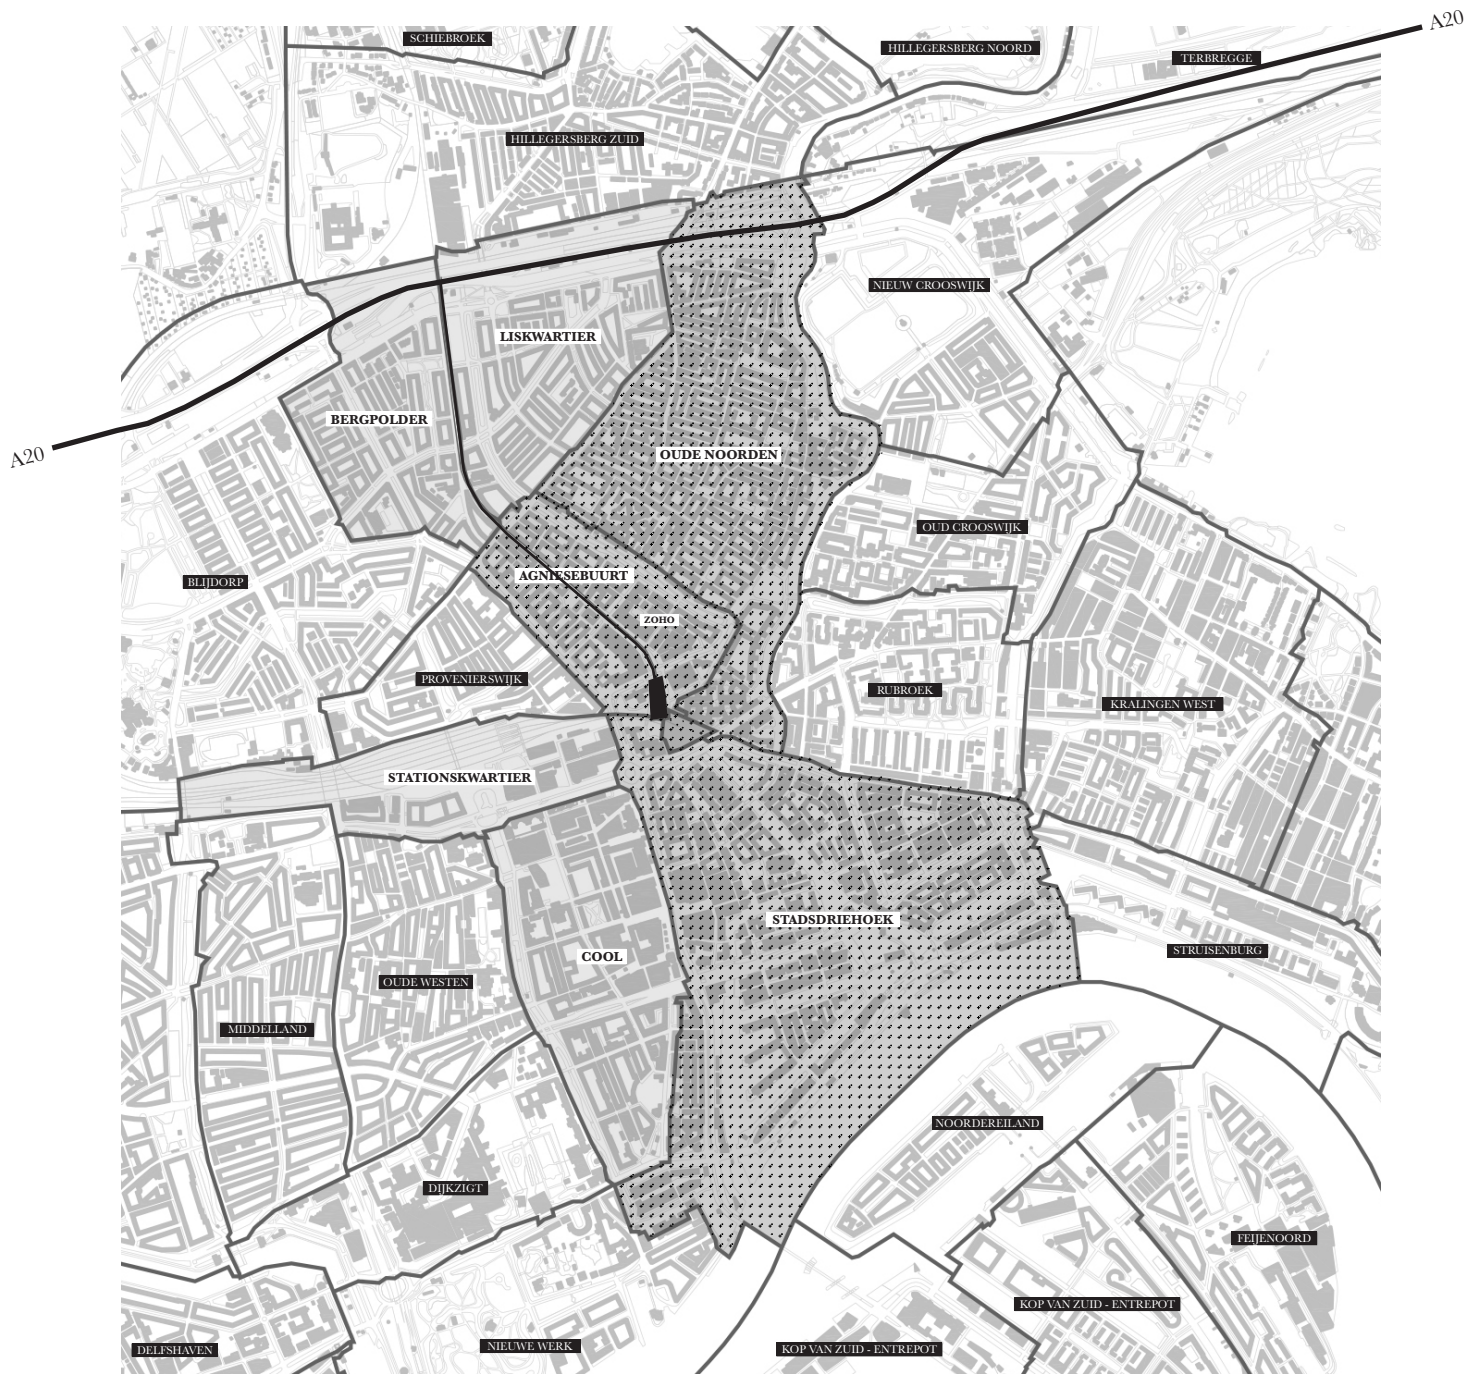 A20
SCHIEBROEK
HILLEGERSBERG NOORD
TERBREGGE
HILLEGERSBERG ZUID
NIEUW CROOSWIJK
LISKWARTIER
BERGPOLDER
A20
OUDE NOORDEN
OUD CROOSWIJK
BLIJDORP
AGNIESEBUURT
ZOHO
PROVENIERSWIJK
RUBROEK
KRALINGEN WEST
STATIONSKWARTIER
STADSDRIEHOEK
STRUISENBURG
COOL
OUDE WESTEN
MIDDELLAND
NOORDEREILAND
DIJKZIGT
FEIJENOORD
KOP VAN ZUID - ENTREPOT
DELFSHAVEN
NIEUWE WERK
KOP VAN ZUID - ENTREPOT